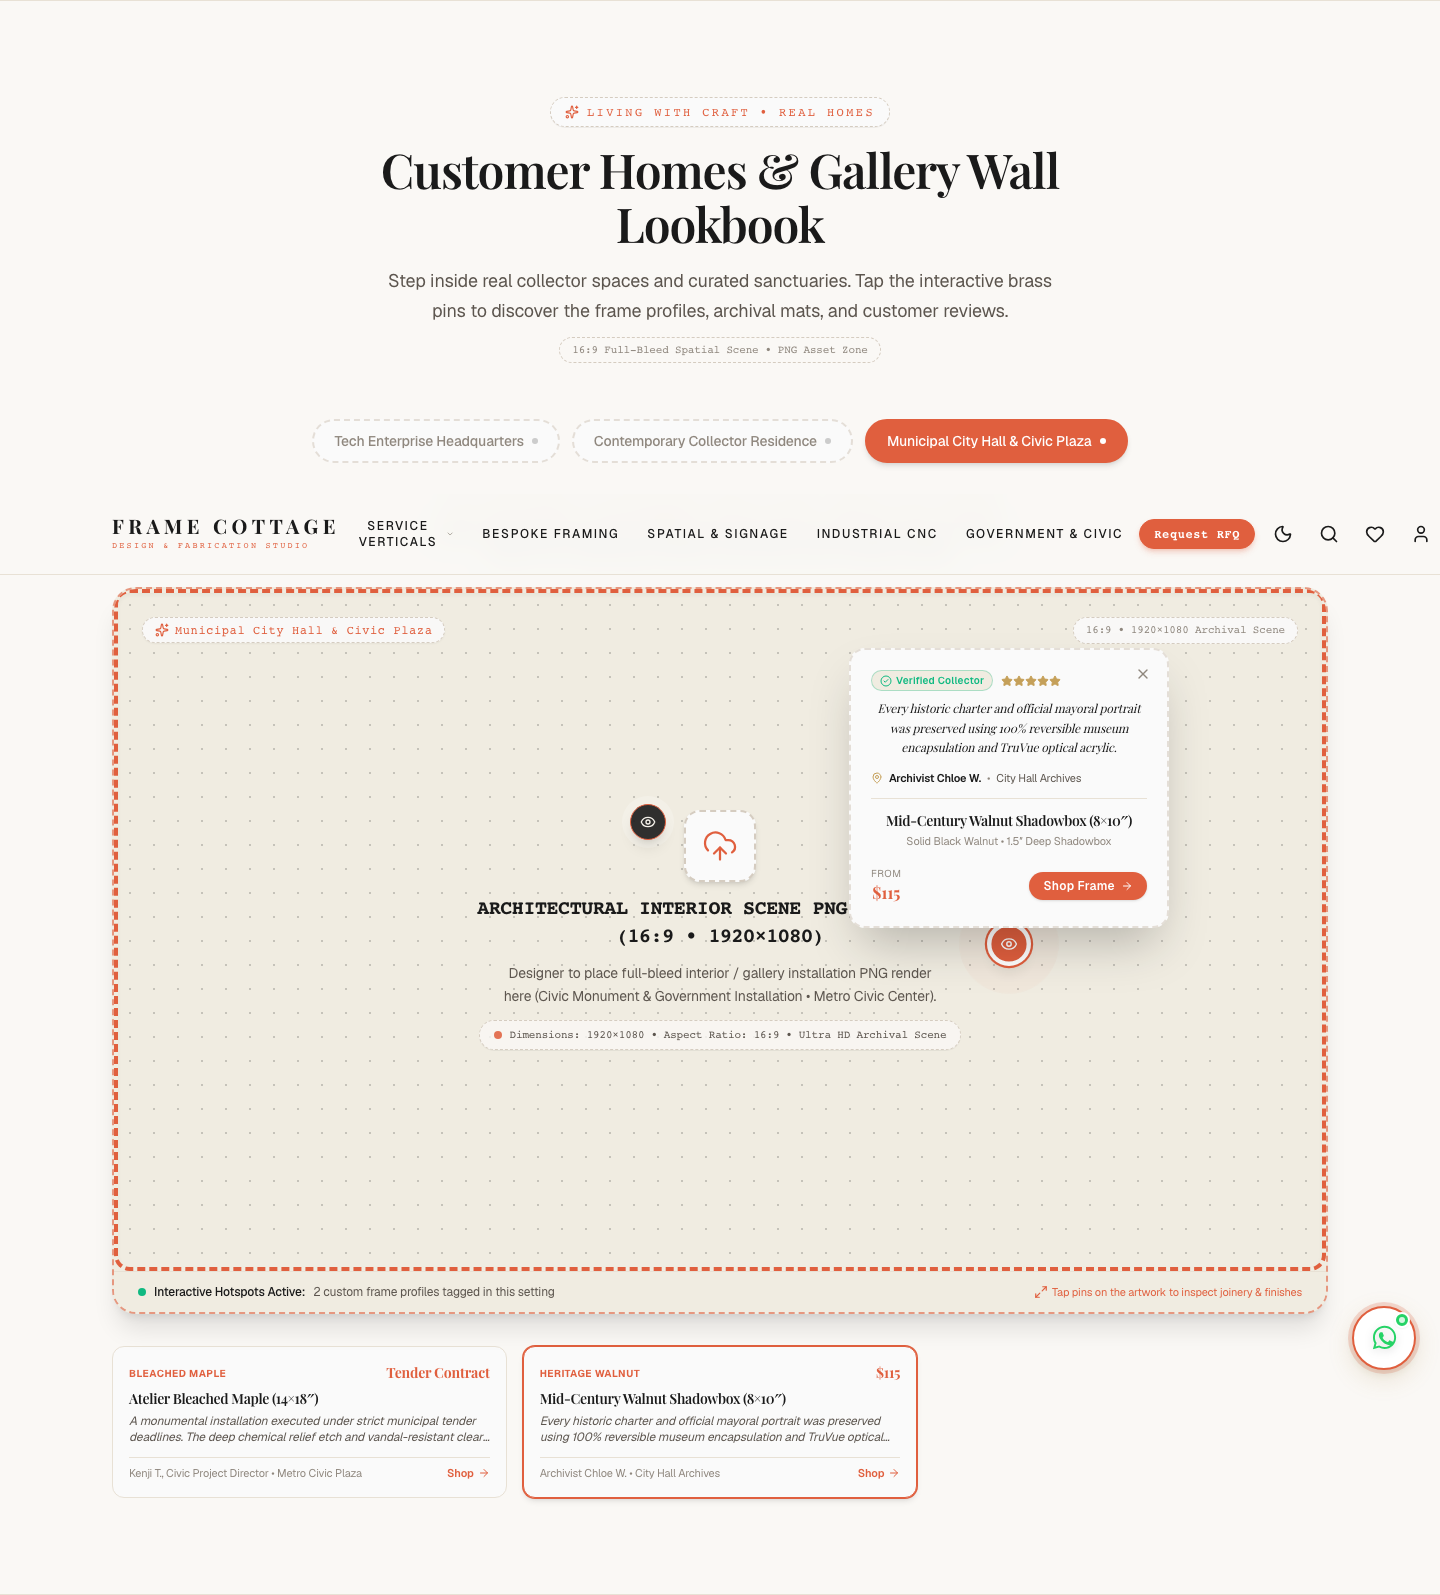 LIVING WITH CRAFT • REAL HOMES
Customer Homes & Gallery Wall
Lookbook
Step inside real collector spaces and curated sanctuaries. Tap the interactive brass
pins to discover the frame profiles, archival mats, and customer reviews.
16:9 Full-Bleed Spatial Scene • PNG Asset Zone
Tech Enterprise Headquarters
Contemporary Collector Residence
Municipal City Hall & Civic Plaza
FRAME COTTAGE
DESIGN & FABRICATION STUDIO
SERVICE
VERTICALS
BESPOKE FRAMING
SPATIAL & SIGNAGE
INDUSTRIAL CNC
GOVERNMENT & CIVIC
Request RFQ
Municipal City Hall & Civic Plaza
16:9 • 1920×1080 Archival Scene
Verified Collector
Every historic charter and official mayoral portrait
was preserved using 100% reversible museum
encapsulation and TruVue optical acrylic.
Archivist Chloe W. • City Hall Archives
Mid-Century Walnut Shadowbox (8×10″)
Solid Black Walnut • 1.5" Deep Shadowbox
FROM
$115
Shop Frame
ARCHITECTURAL INTERIOR SCENE PNG
(16:9 • 1920×1080)
Designer to place full-bleed interior / gallery installation PNG render
here (Civic Monument & Government Installation • Metro Civic Center).
Dimensions: 1920×1080 • Aspect Ratio: 16:9 • Ultra HD Archival Scene
Interactive Hotspots Active: 2 custom frame profiles tagged in this setting
Tap pins on the artwork to inspect joinery & finishes
BLEACHED MAPLE
Tender Contract
Atelier Bleached Maple (14×18″)
A monumental installation executed under strict municipal tender
deadlines. The deep chemical relief etch and vandal-resistant clear...
Kenji T., Civic Project Director • Metro Civic Plaza
Shop
HERITAGE WALNUT
$115
Mid-Century Walnut Shadowbox (8×10″)
Every historic charter and official mayoral portrait was preserved
using 100% reversible museum encapsulation and TruVue optical...
Archivist Chloe W. • City Hall Archives
Shop